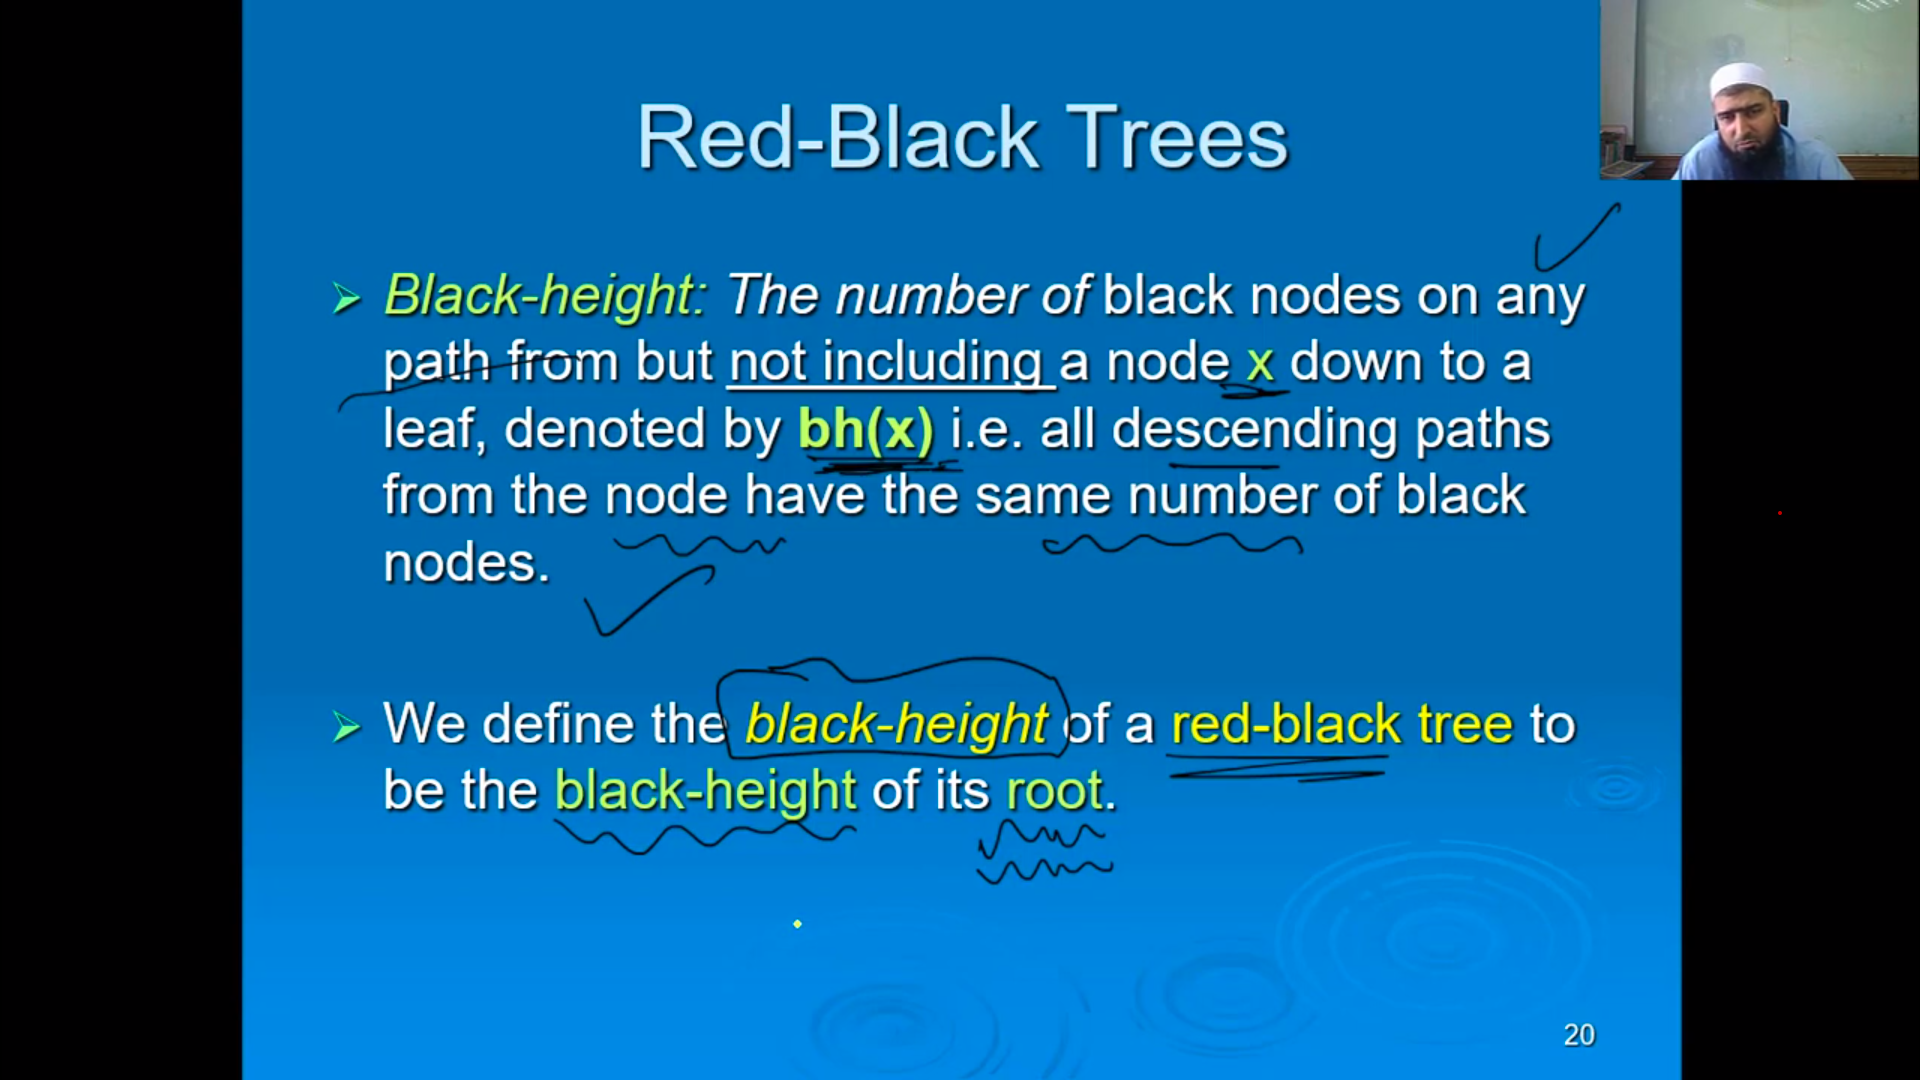 Red-Black Trees
Black-height: The number of black nodes on any
path from but not including a node x down to a
leaf, denoted by bh(x) i.e. all descending paths
from the node have the same number of black
nodes.
We define the black-height of a red-black tree to
be the black-height of its root.
20